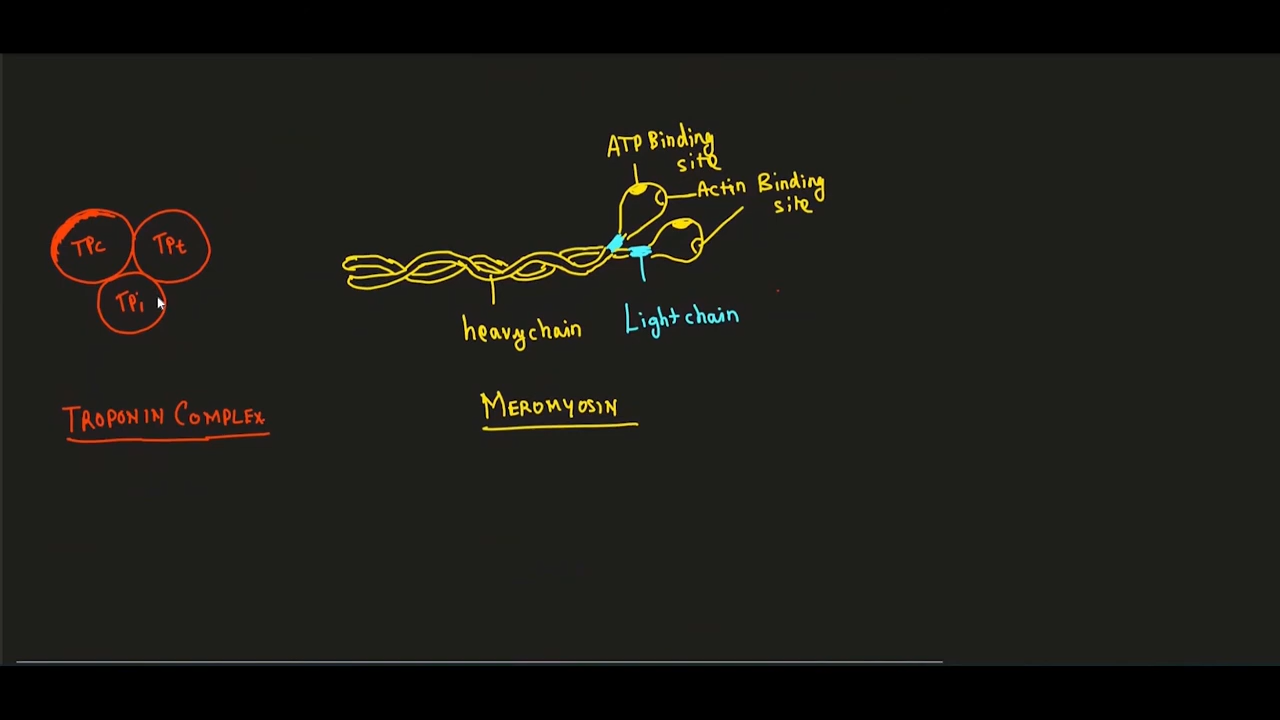 ATP Binding
site
Actin Binding
site
TPc
TPt
TPi
heavychain
Light chain
TROPONIN COMPLEX
MEROMYOSIN